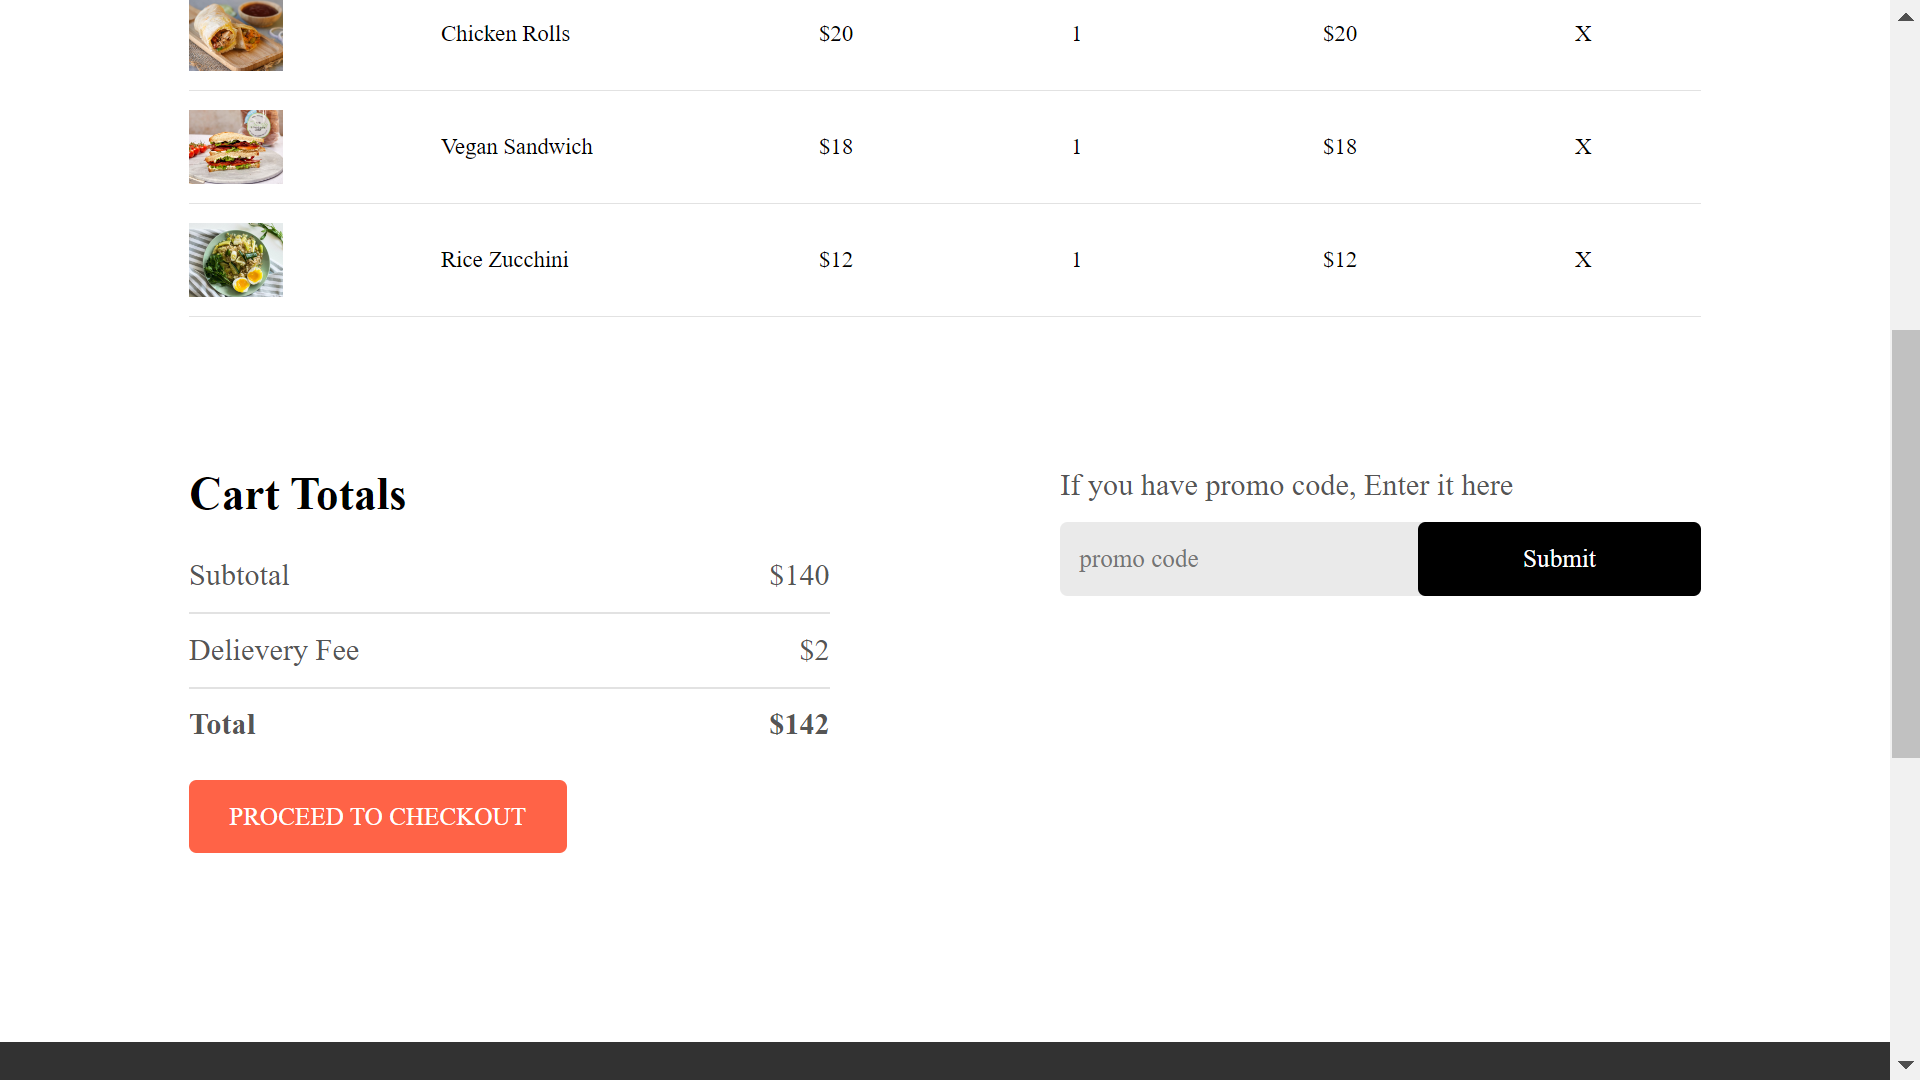 Chicken Rolls $20 1 $20 X
Vegan Sandwich $18 1 $18 X
Rice Zucchini $12 1 $12 X
Cart Totals
Subtotal $140
Delievery Fee $2
Total $142
PROCEED TO CHECKOUT
If you have promo code, Enter it here
promo code Submit